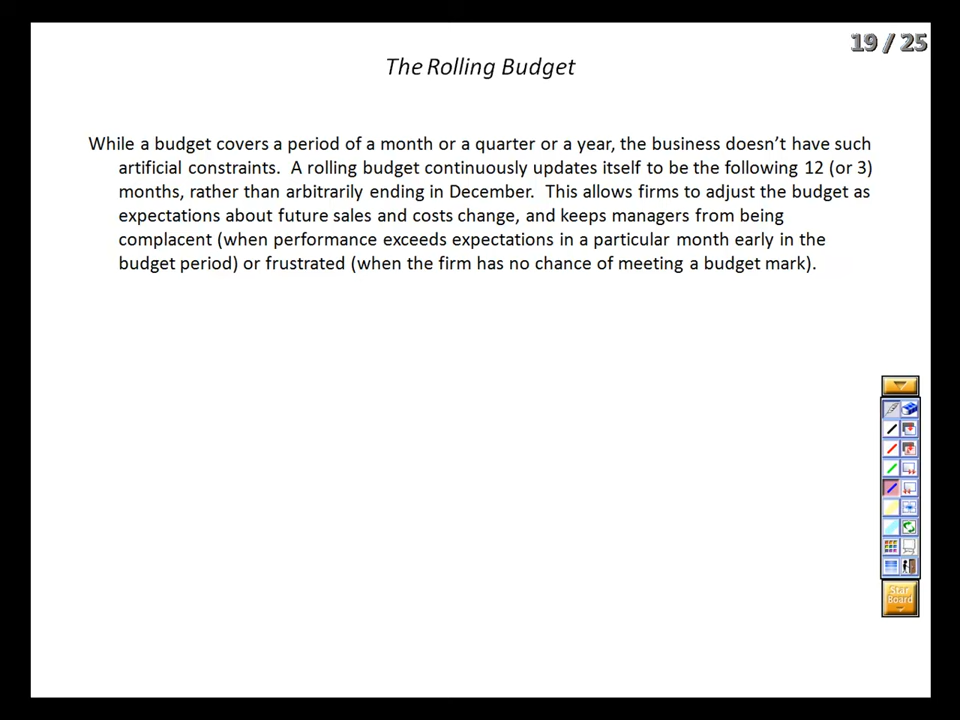 19 / 25
The Rolling Budget
While a budget covers a period of a month or a quarter or a year, the business doesn’t have such
artificial constraints.  A rolling budget continuously updates itself to be the following 12 (or 3)
months, rather than arbitrarily ending in December.  This allows firms to adjust the budget as
expectations about future sales and costs change, and keeps managers from being
complacent (when performance exceeds expectations in a particular month early in the
budget period) or frustrated (when the firm has no chance of meeting a budget mark).
Star
Board